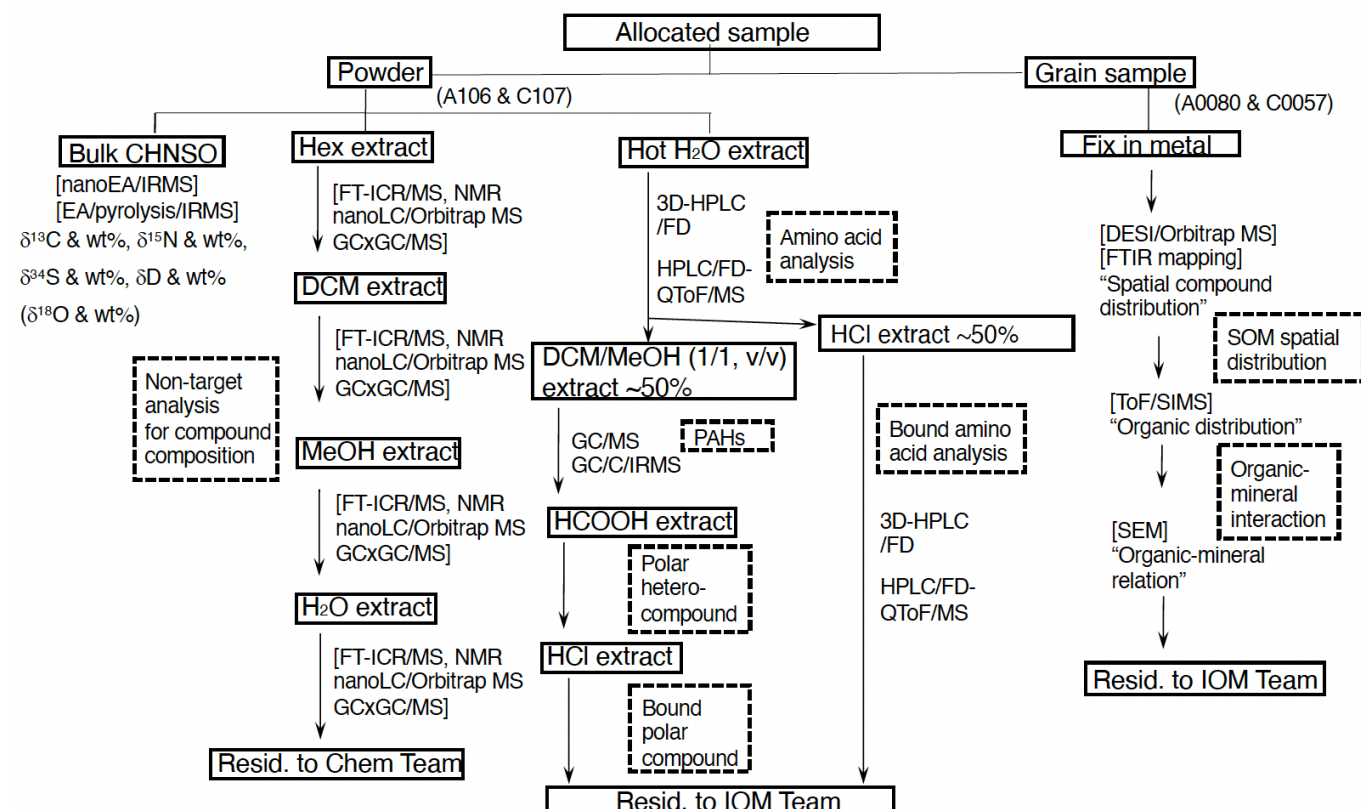 Allocated sample
Powder
(A106 & C107)
Grain sample
(A0080 & C0057)
Bulk CHNSO
[nanoEA/IRMS]
[EA/pyrolysis/IRMS]
δ¹³C & wt%, δ¹⁵N & wt%,
δ³⁴S & wt%, δD & wt%
(δ¹⁸O & wt%)
Non-target
analysis
for compound
composition
Hex extract
[FT-ICR/MS, NMR
nanoLC/Orbitrap MS
GCxGC/MS]
DCM extract
[FT-ICR/MS, NMR
nanoLC/Orbitrap MS
GCxGC/MS]
MeOH extract
[FT-ICR/MS, NMR
nanoLC/Orbitrap MS
GCxGC/MS]
H₂O extract
[FT-ICR/MS, NMR
nanoLC/Orbitrap MS
GCxGC/MS]
Resid. to Chem Team
Hot H₂O extract
3D-HPLC
/FD
HPLC/FD-
QToF/MS
Amino acid
analysis
DCM/MeOH (1/1, v/v)
extract ~50%
GC/MS
GC/C/IRMS
PAHs
HCOOH extract
Polar
hetero-
compound
HCl extract
Bound
polar
compound
HCl extract ~50%
Bound amino
acid analysis
3D-HPLC
/FD
HPLC/FD-
QToF/MS
Resid. to IOM Team
Fix in metal
[DESI/Orbitrap MS]
[FTIR mapping]
“Spatial compound
distribution”
SOM spatial
distribution
[ToF/SIMS]
“Organic distribution”
Organic-
mineral
interaction
[SEM]
“Organic-mineral
relation”
Resid. to IOM Team